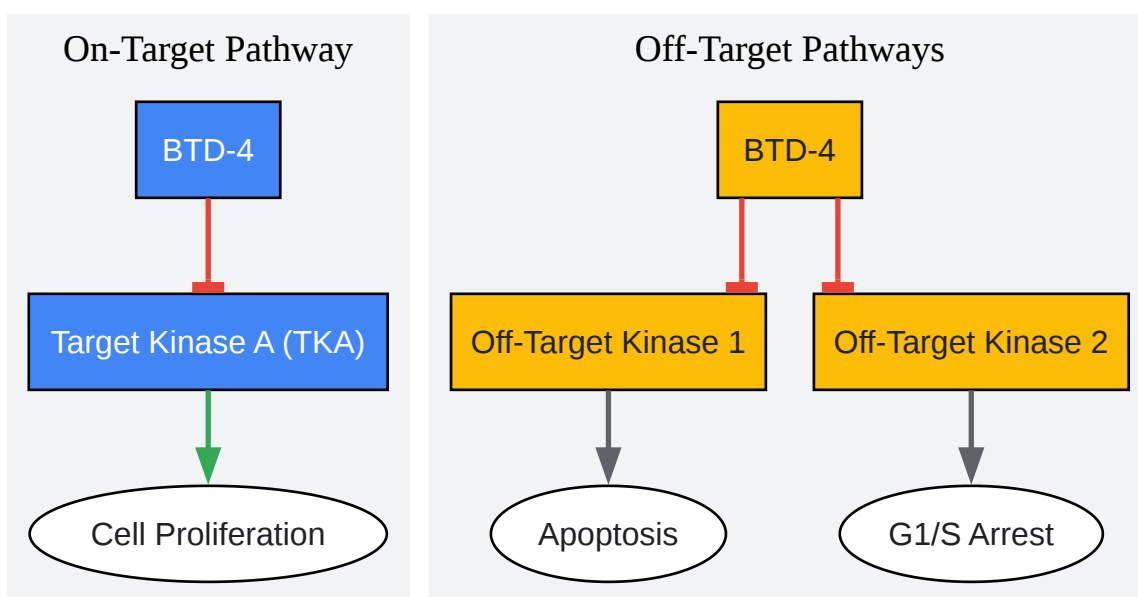 On-Target Pathway
BTD-4
Target Kinase A (TKA)
Cell Proliferation
Off-Target Pathways
BTD-4
Off-Target Kinase 1
Off-Target Kinase 2
Apoptosis
G1/S Arrest